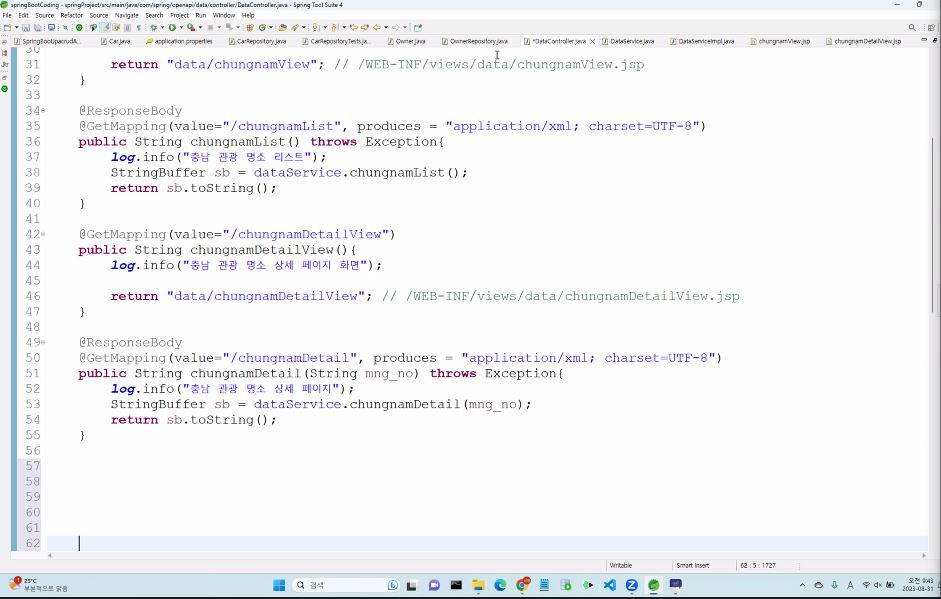 springBootCoding - springProject/src/main/java/com/spring/openapi/data/controller/DataController.java - Spring Tool Suite 4
File Edit Source Refactor Source Navigate Search Project Run Window Help
SpringBootUpacrudA... Car.java application.properties CarRepository.java CarRepositoryTests.ja... Owner.java OwnerRepository.java *DataController.java DataService.java DataServiceImpl.java chungnamView.jsp chungnamDetailView.jsp
30
31 return "data/chungnamView"; // /WEB-INF/views/data/chungnamView.jsp
32 }
33
34 @ResponseBody
35 @GetMapping(value="/chungnamList", produces = "application/xml; charset=UTF-8")
36 public String chungnamList() throws Exception{
37 log.info("충남 관광 명소 리스트");
38 StringBuffer sb = dataService.chungnamList();
39 return sb.toString();
40 }
41
42 @GetMapping(value="/chungnamDetailView")
43 public String chungnamDetailView(){
44 log.info("충남 관광 명소 상세 페이지 화면");
45
46 return "data/chungnamDetailView"; // /WEB-INF/views/data/chungnamDetailView.jsp
47 }
48
49 @ResponseBody
50 @GetMapping(value="/chungnamDetail", produces = "application/xml; charset=UTF-8")
51 public String chungnamDetail(String mng_no) throws Exception{
52 log.info("충남 관광 명소 상세 페이지");
53 StringBuffer sb = dataService.chungnamDetail(mng_no);
54 return sb.toString();
55 }
56
57
58
59
60
61
62
Writable Smart Insert 62 : 5 : 1727
23°C
부분적으로 맑음
검색
A
오전 9:43
2023-08-31